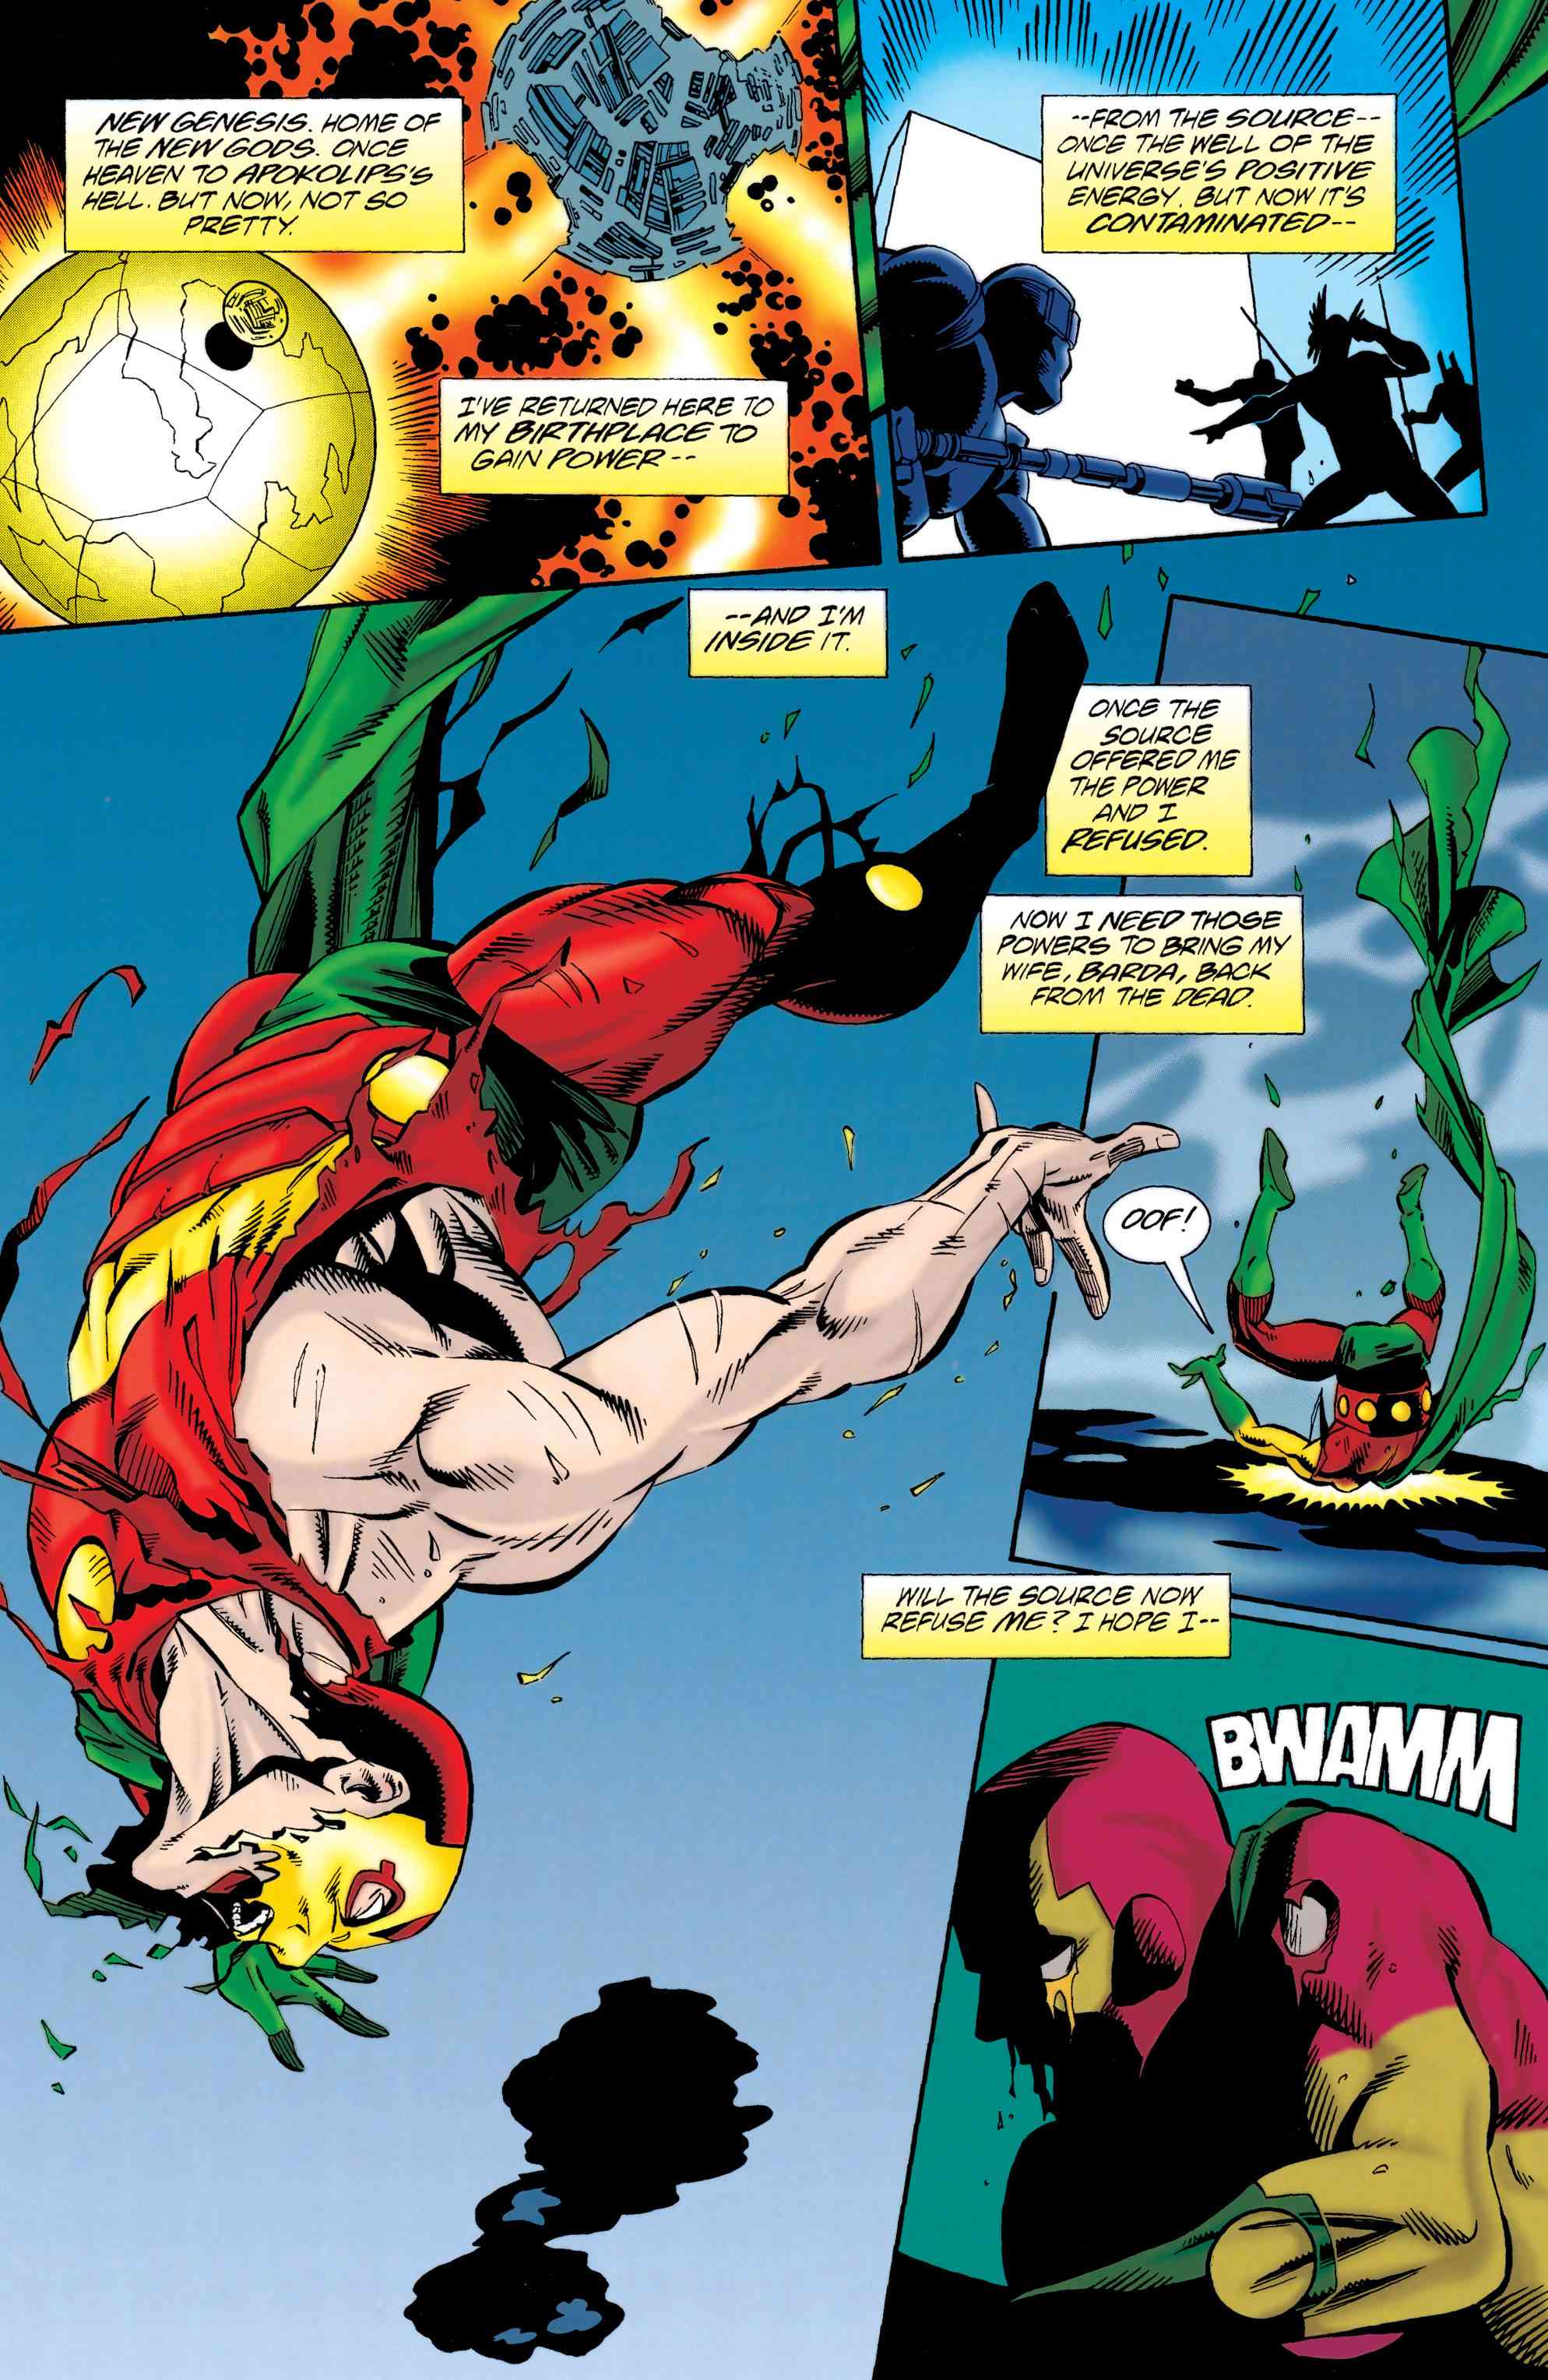 NEW GENESIS. HOME OF
THE NEW GODS. ONCE
HEAVEN TO APOKOLIPS'S
HELL. BUT NOW, NOT SO
PRETTY.
I'VE RETURNED HERE TO
MY BIRTHPLACE TO
GAIN POWER--
--FROM THE SOURCE--
ONCE THE WELL OF THE
UNIVERSE'S POSITIVE
ENERGY. BUT NOW IT'S
CONTAMINATED--
--AND I'M
INSIDE IT.
ONCE THE
SOURCE
OFFERED ME
THE POWER
AND I
REFUSED.
NOW I NEED THOSE
POWERS TO BRING MY
WIFE, BARDA, BACK
FROM THE DEAD.
OOF!
WILL THE SOURCE NOW
REFUSE ME? I HOPE I--
BWAMM